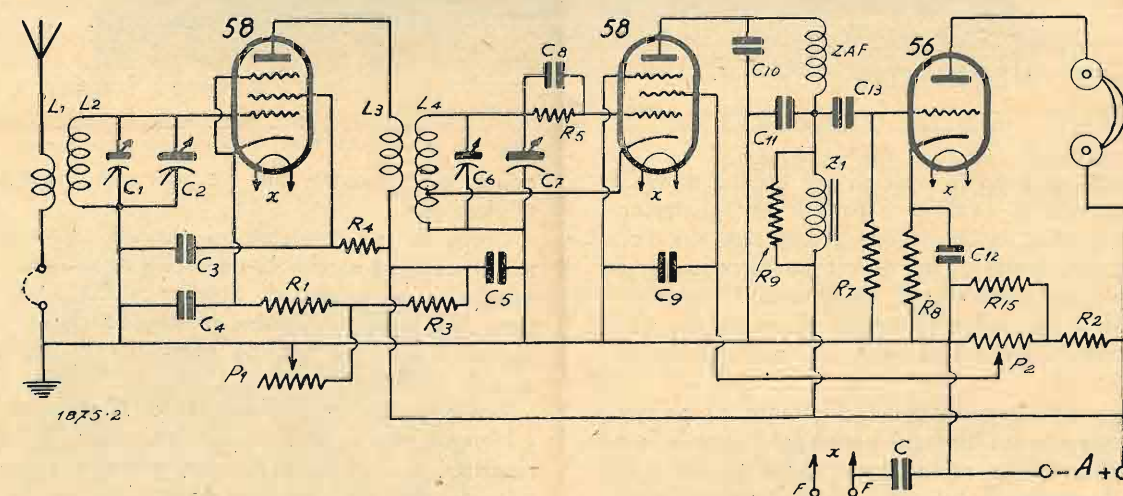 58
58
56
C8
ZAF
C10
L1
L2
L3
L4
C13
C11
R5
C1
C2
C6
C7
x
x
x
Z1
R4
C3
C12
C5
C9
R9
R7
R8
R15
R1
C4
R3
R2
P1
P2
1875·2
x
C
F
F
- A +